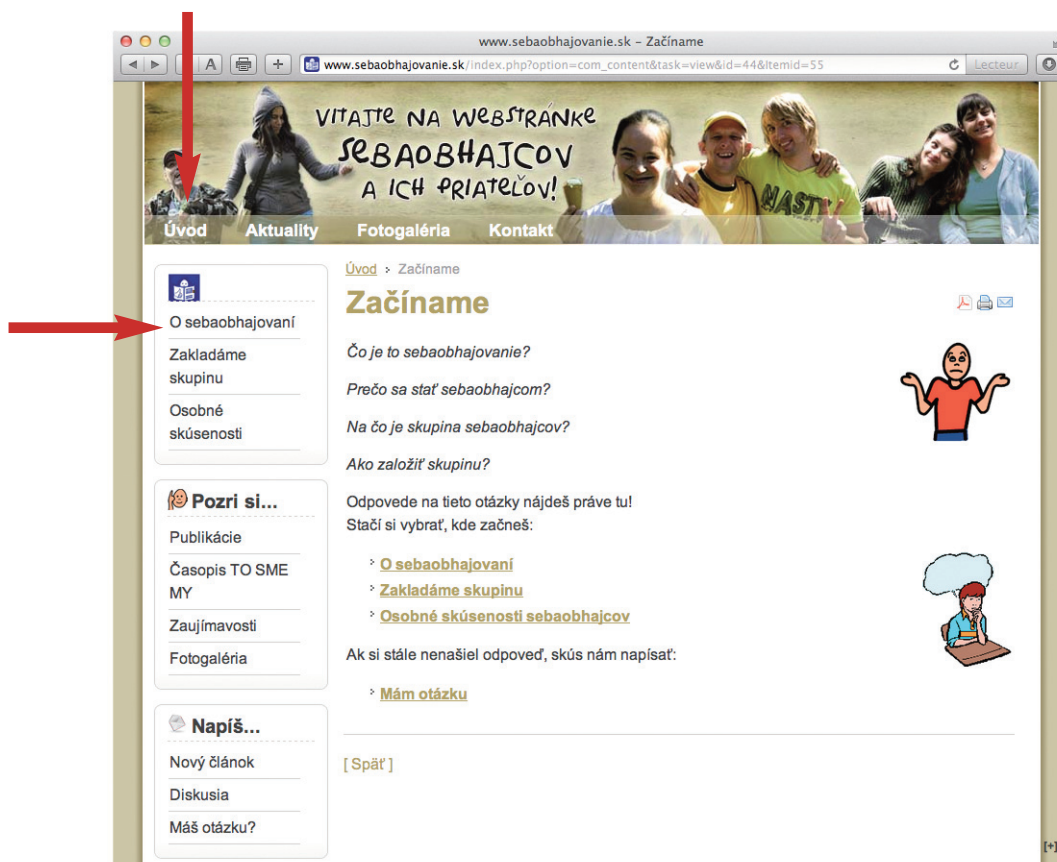 www.sebaobhajovanie.sk – Začíname
A
+
www.sebaobhajovanie.sk/index.php?option=com_content&task=view&id=44&Itemid=55
Lecteur
VITAJTE NA WEBSTRÁNKE
SEBAOBHAJCOV
A ICH PRIATEĽOV!
NASTY
Úvod Aktuality Fotogaléria Kontakt
Úvod › Začíname
Začíname
O sebaobhajovaní
Zakladáme
skupinu
Osobné
skúsenosti
Čo je to sebaobhajovanie?
Prečo sa stať sebaobhajcom?
Na čo je skupina sebaobhajcov?
Ako založiť skupinu?
Odpovede na tieto otázky nájdeš práve tu!
Stačí si vybrať, kde začneš:
O sebaobhajovaní
Zakladáme skupinu
Osobné skúsenosti sebaobhajcov
Ak si stále nenašiel odpoveď, skús nám napísať:
Mám otázku
[ Späť ]
Pozri si...
Publikácie
Časopis TO SME
MY
Zaujímavosti
Fotogaléria
Napíš...
Nový článok
Diskusia
Máš otázku?
[+]